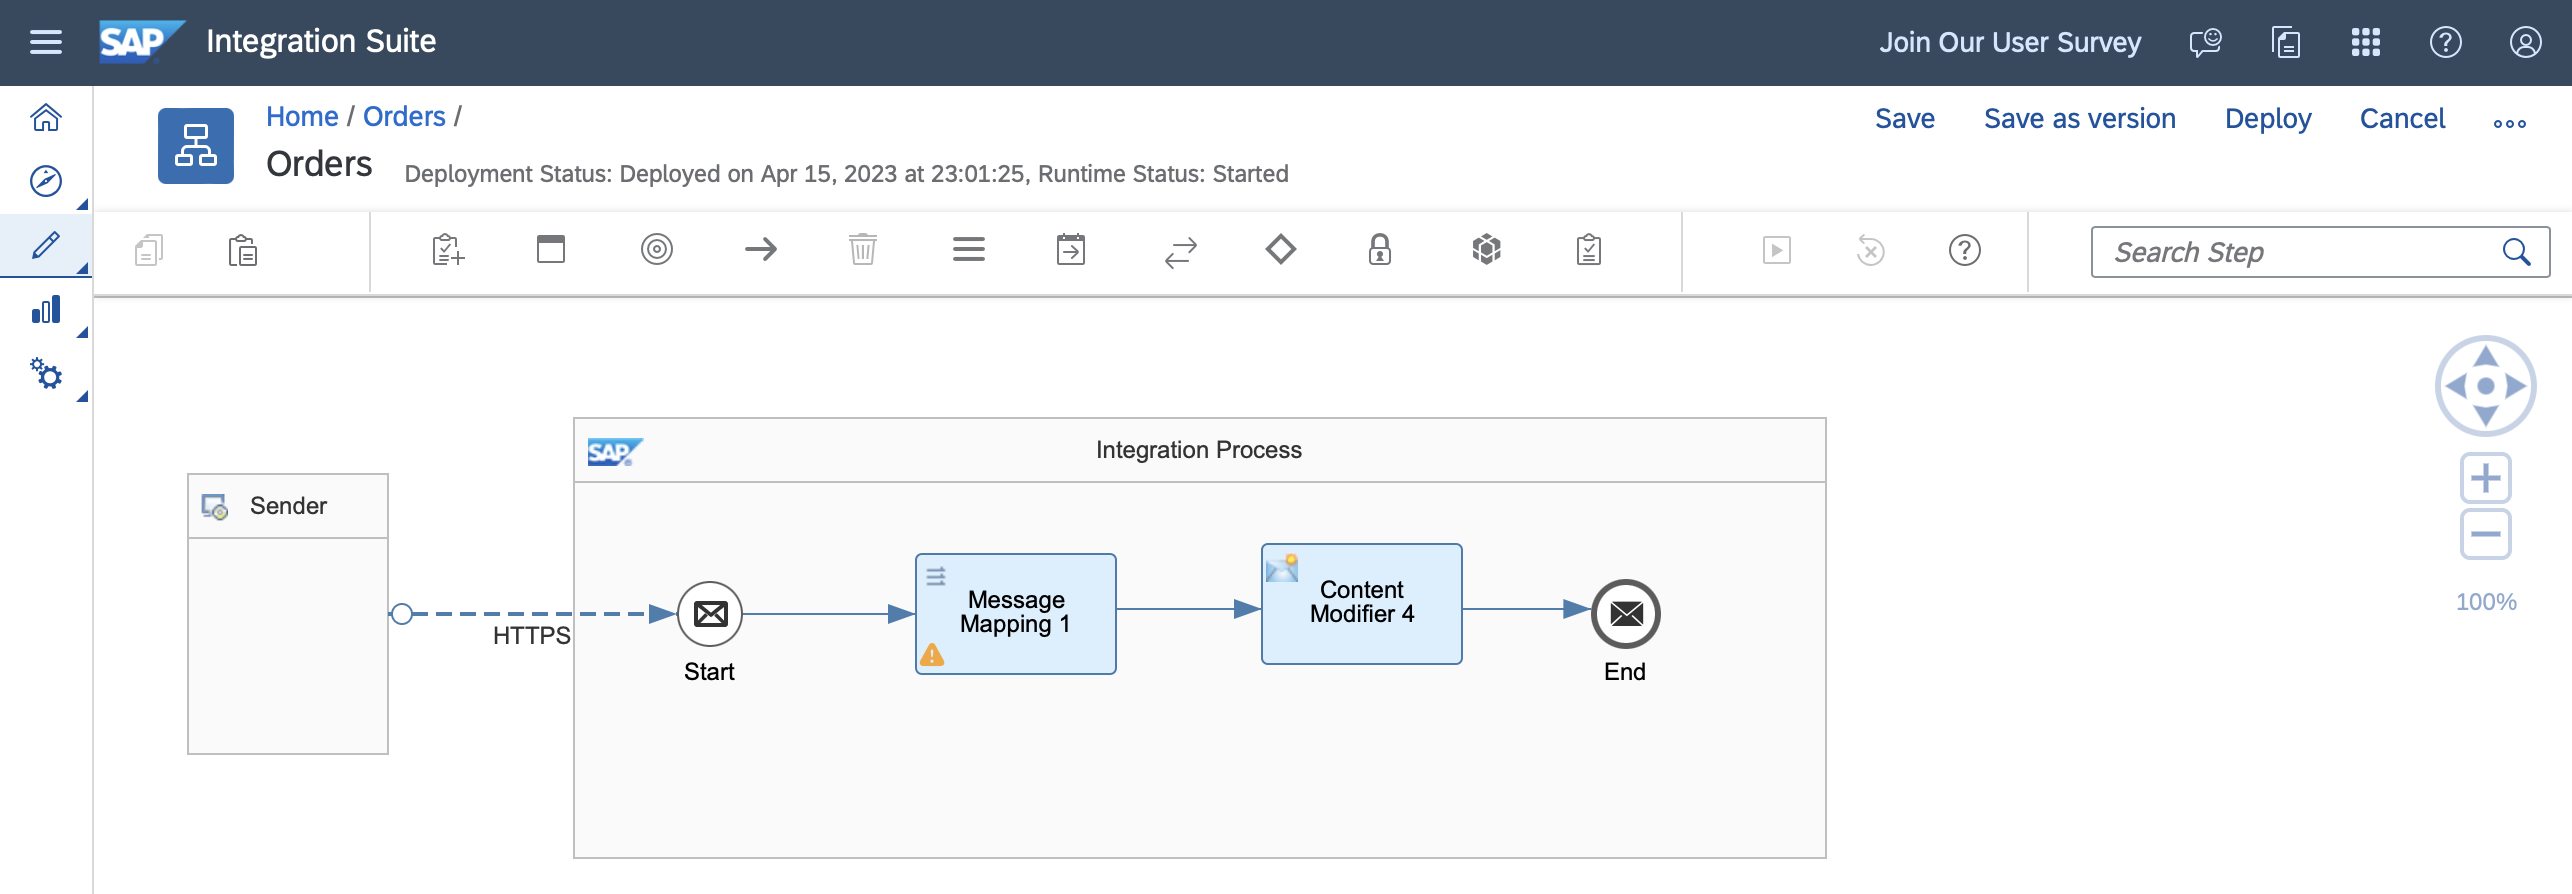 SAP Integration Suite Join Our User Survey
Home / Orders / Save Save as version Deploy Cancel
Orders Deployment Status: Deployed on Apr 15, 2023 at 23:01:25, Runtime Status: Started
Search Step
SAP Integration Process
Sender
Message
Mapping 1
Content
Modifier 4
HTTPS
Start
End
100%